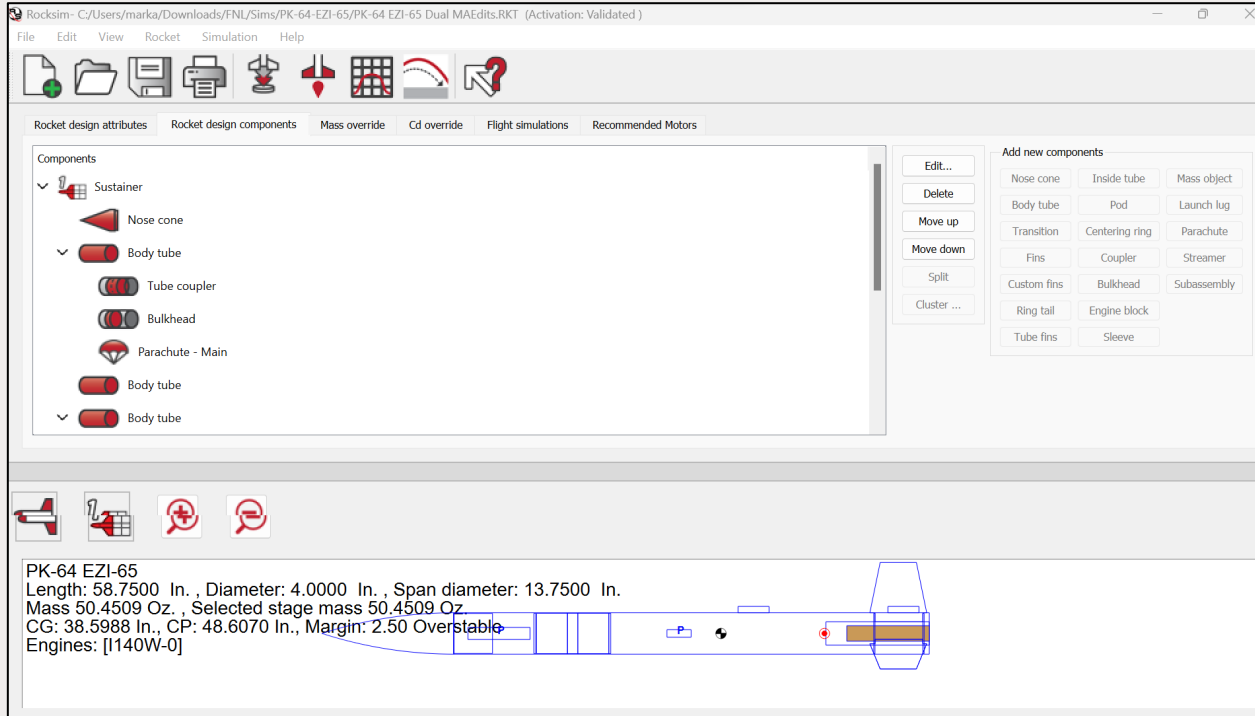 Rocksim- C:/Users/marka/Downloads/FNL/Sims/PK-64-EZI-65/PK-64 EZI-65 Dual MAEdits.RKT (Activation: Validated )
File Edit View Rocket Simulation Help
Rocket design attributes Rocket design components Mass override Cd override Flight simulations Recommended Motors
Components
Sustainer
Nose cone
Body tube
Tube coupler
Bulkhead
Parachute - Main
Body tube
Body tube
Edit...
Delete
Move up
Move down
Split
Cluster ...
Add new components
Nose cone Inside tube Mass object
Body tube Pod Launch lug
Transition Centering ring Parachute
Fins Coupler Streamer
Custom fins Bulkhead Subassembly
Ring tail Engine block
Tube fins Sleeve
PK-64 EZI-65
Length: 58.7500 In. , Diameter: 4.0000 In. , Span diameter: 13.7500 In.
Mass 50.4509 Oz. , Selected stage mass 50.4509 Oz.
CG: 38.5988 In., CP: 48.6070 In., Margin: 2.50 Overstable
Engines: [I140W-0]
P
P